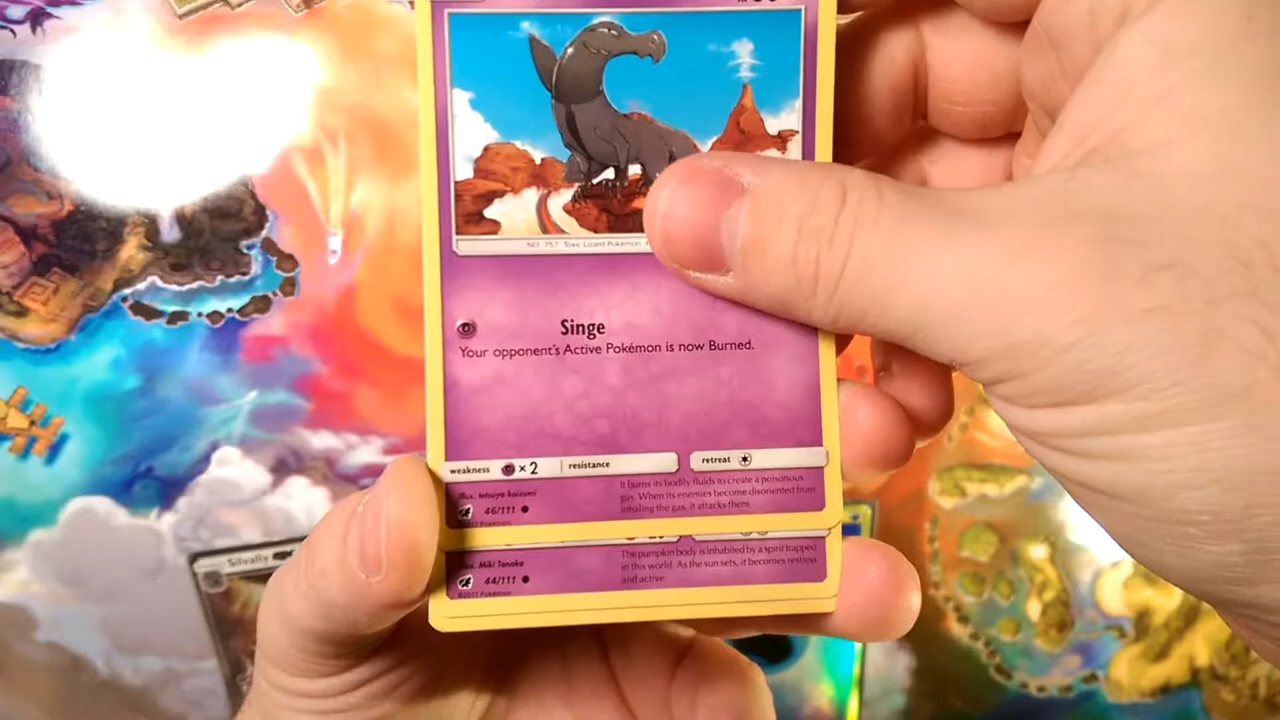 NO. 757 Toxic Lizard Pokémon
Singe
Your opponent's Active Pokémon is now Burned.
weakness ×2 resistance retreat
Illus. tetsuya koizumi
46/111
©2017 Pokémon
It burns its bodily fluids to create a poisonous
gas. When its enemies become disoriented from
inhaling the gas, it attacks them.
Illus. Miki Tanaka
44/111
©2017 Pokémon
The pumpkin body is inhabited by a spirit trapped
in this world. As the sun sets, it becomes restless
and active.
Silvally